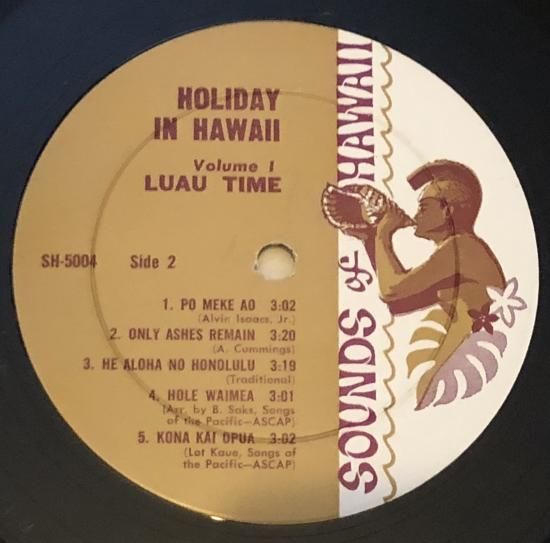 HOLIDAY
IN HAWAII
Volume 1
LUAU TIME
SH-5004 Side 2
1. PO MEKE AO 3:02
(Alvin Isaacs, Jr.)
2. ONLY ASHES REMAIN 3:20
(A. Cummings)
3. HE ALOHA NO HONOLULU 3:19
(Traditional)
4. HOLE WAIMEA 3:01
(Arr. by B. Saks, Songs
of the Pacific—ASCAP)
5. KONA KAI OPUA 3:02
(Lot Kaue, Songs of
the Pacific—ASCAP)
SOUNDS of HAWAII